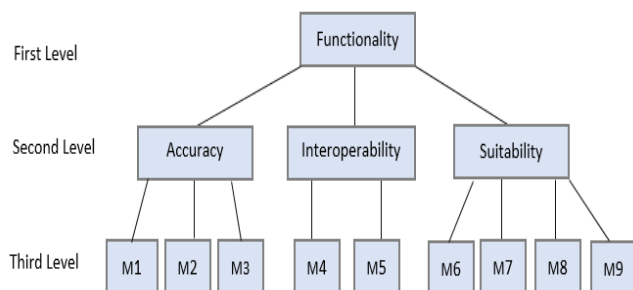 Functionality
First Level
Second Level
Accuracy
Interoperability
Suitability
Third Level
M1
M2
M3
M4
M5
M6
M7
M8
M9